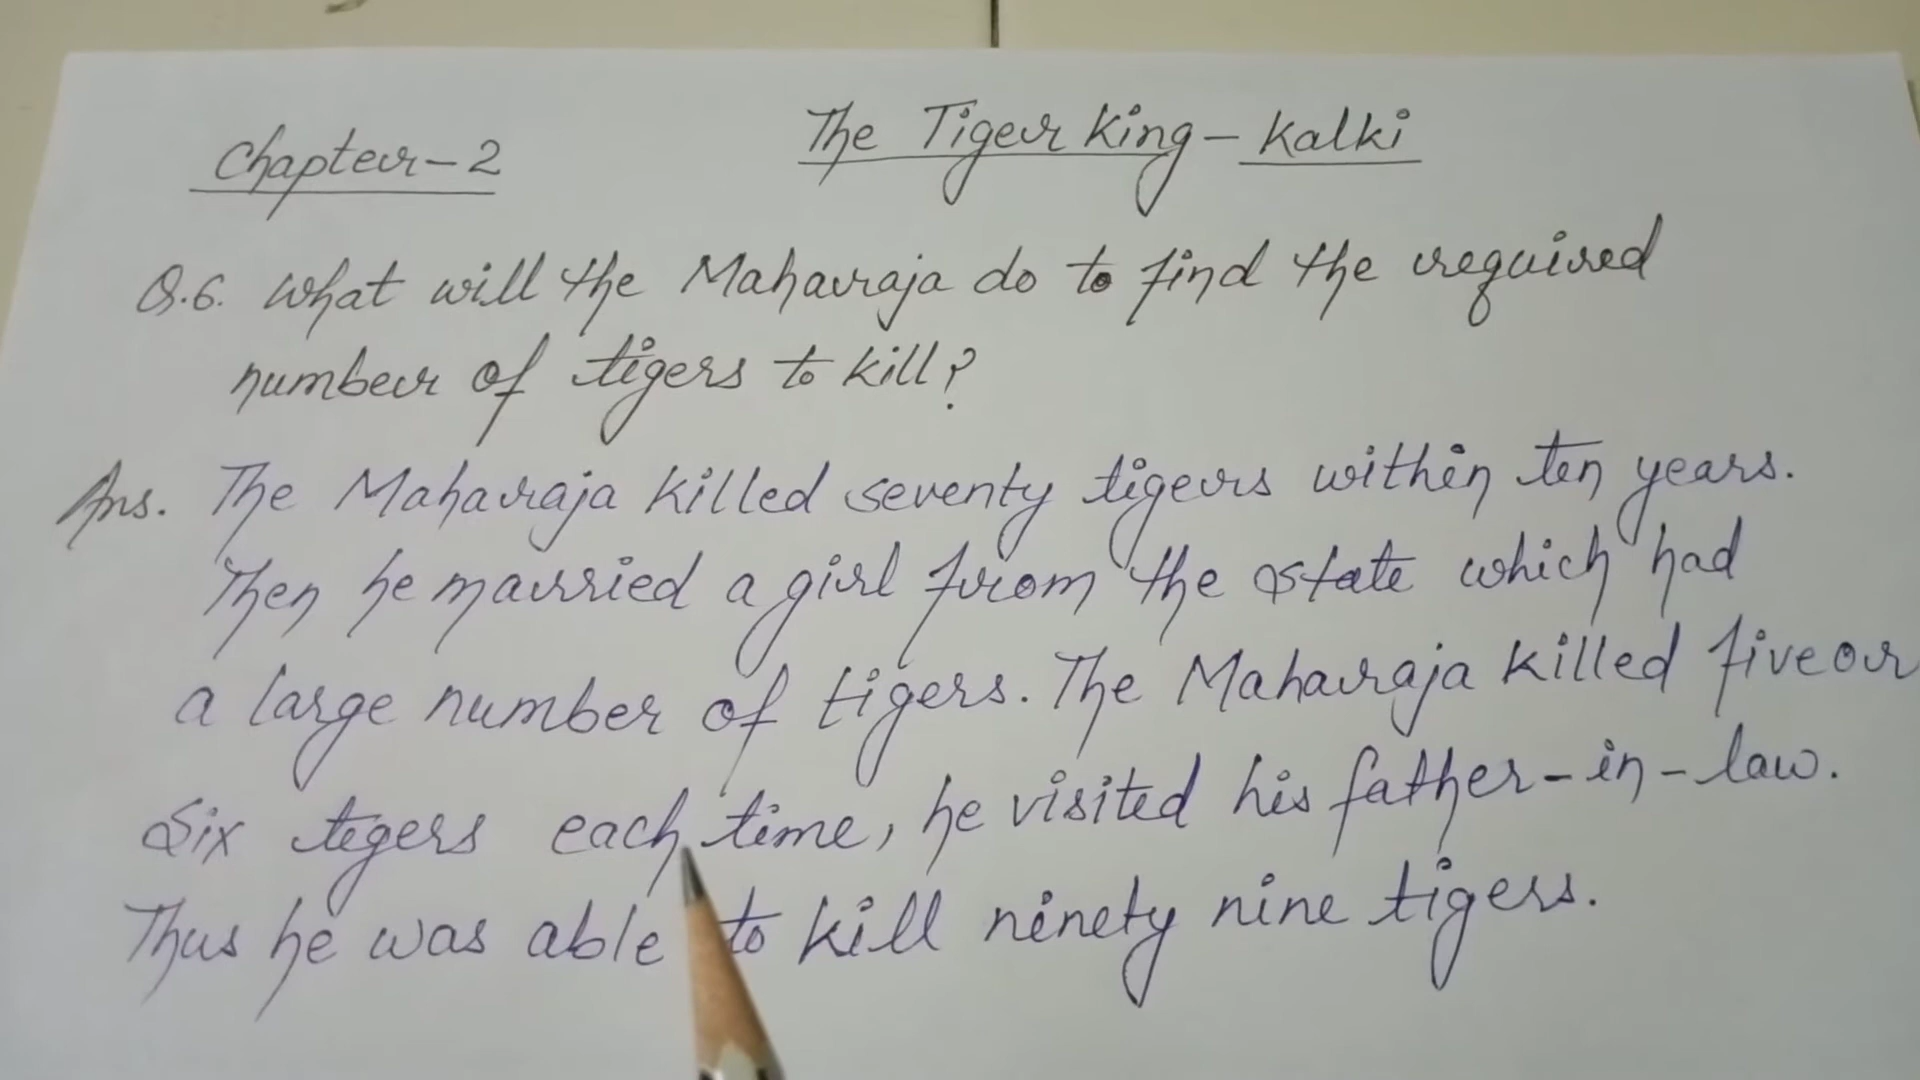 Chapter-2
The Tiger King - Kalki
Q.6. What will the Maharaja do to find the required
number of tigers to kill?
Ans. The Maharaja killed seventy tigers within ten years.
Then he married a girl from the state which had
a large number of tigers. The Maharaja killed five or
Six tigers each time, he visited his father-in-law.
Thus he was able to kill ninety nine tigers.